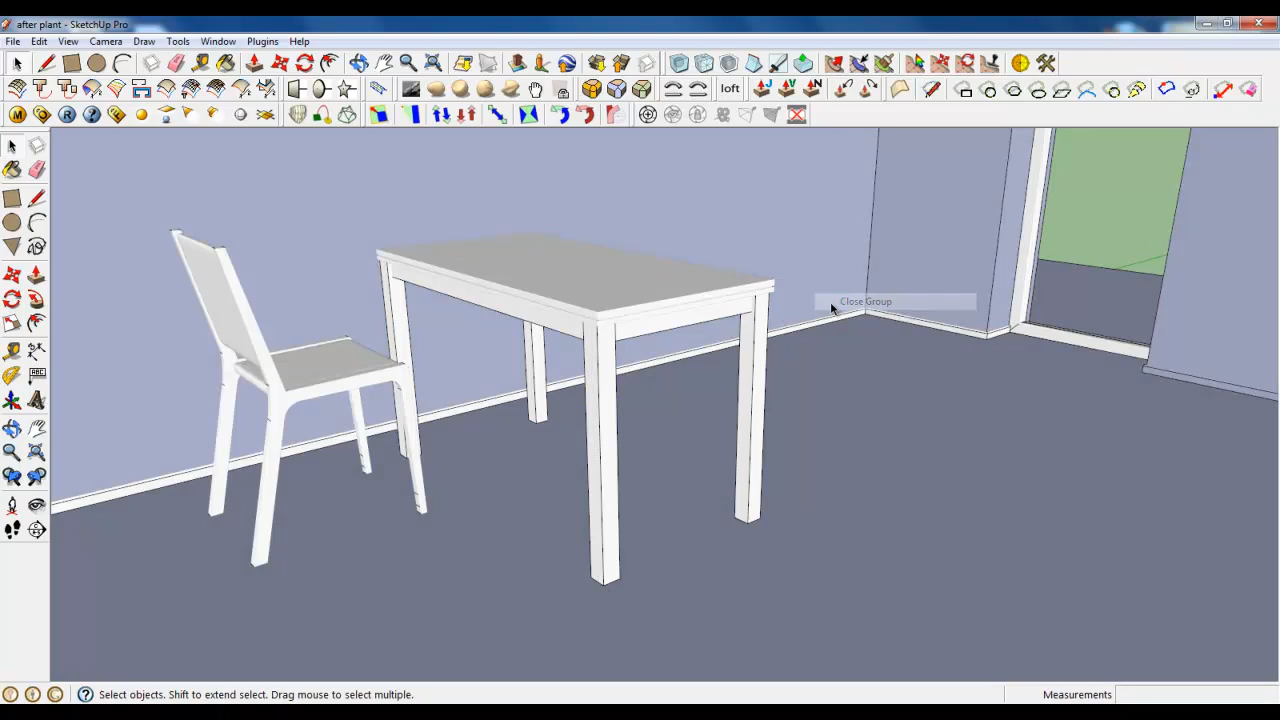 after plant - SketchUp Pro
File Edit View Camera Draw Tools Window Plugins Help
loft
Close Group
Select objects. Shift to extend select. Drag mouse to select multiple.
Measurements